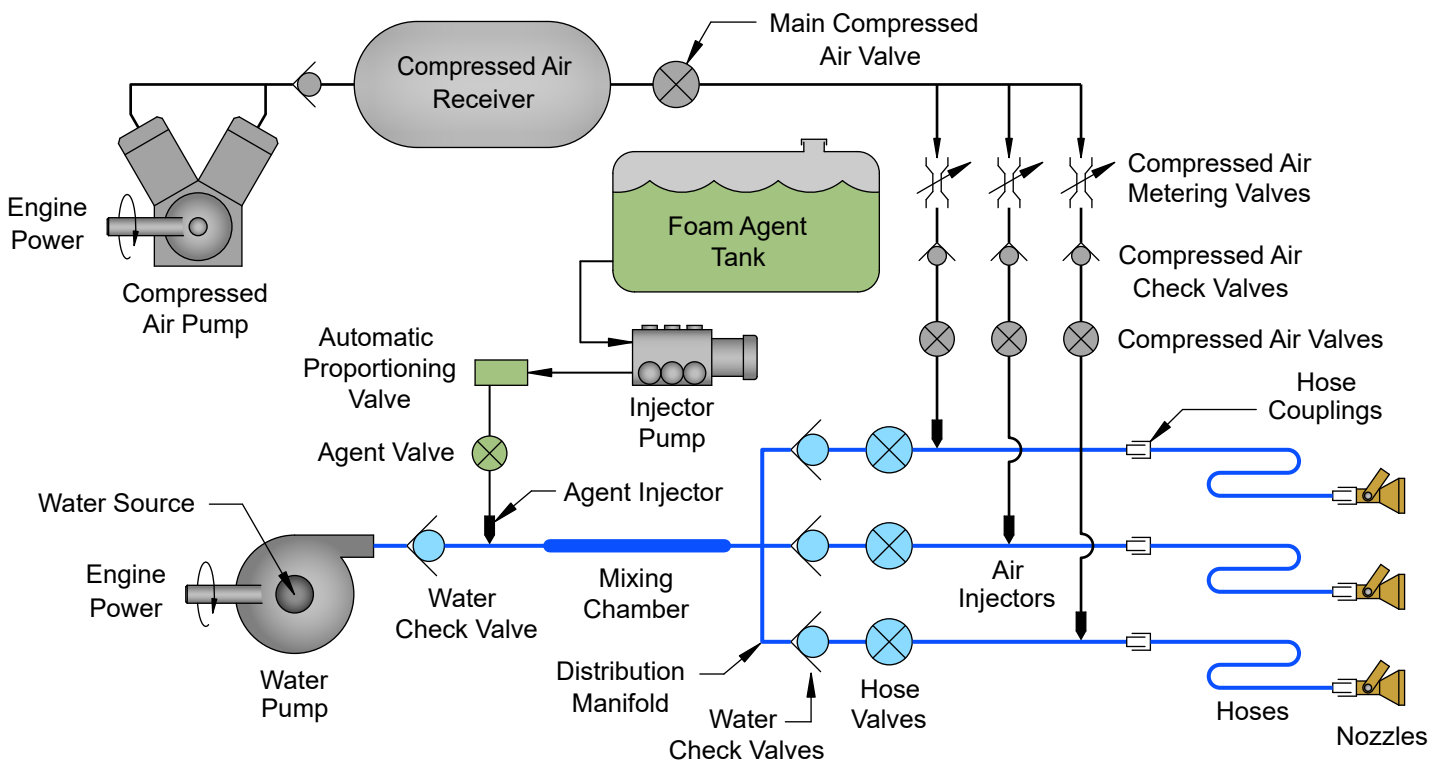 Main Compressed
Air Valve
Compressed Air
Receiver
Compressed Air
Metering Valves
Engine
Power
Foam Agent
Tank
Compressed Air
Check Valves
Compressed
Air Pump
Automatic
Proportioning
Valve
Compressed Air Valves
Injector
Pump
Hose
Couplings
Agent Valve
Agent Injector
Water Source
Engine
Power
Water
Check Valve
Mixing
Chamber
Air
Injectors
Water
Pump
Distribution
Manifold
Water
Check Valves
Hose
Valves
Hoses
Nozzles